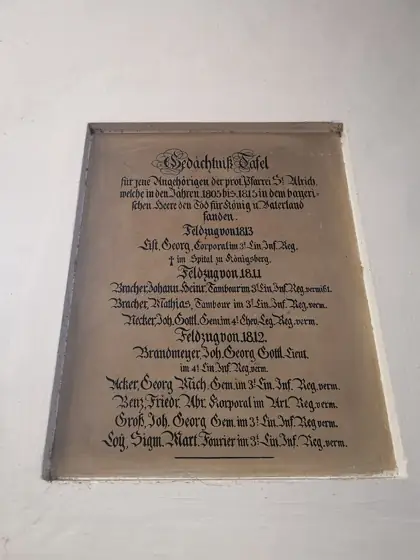 Gedächtniß Tafel
für jene Angehörigen der prot. Pfarrei St. Ulrich,
welche in den Jahren 1805 bis 1815 in dem bayeri-
schen Heere den Tod für König u. Vaterland
fanden.
Feldzug von 1813
List, Georg, Corporal im 3t. Lin. Inf. Reg.
† im Spital zu Königsberg.
Feldzug von 1811
Bracher, Johann Heinr. Tambour im 3t. Lin. Inf. Reg. vermißt.
Bracher, Mathias, Tambour im 3t. Lin. Inf. Reg. verm.
Necker, Joh. Gottl. Gem. im 4t. Chev. Leg. Reg. verm.
Feldzug von 1812.
Brandmeyer, Joh. Georg Gottl. Lieut.
im 4t. Lin. Inf. Reg. verm.
Acker, Georg Mich. Gem. im 3t. Lin. Inf. Reg. verm.
Benz, Friedr. Abr. Korporal im Art. Reg. verm.
Groß, Joh. Georg Gem. im 3t. Lin. Inf. Reg. verm.
Loÿ, Sigm. Mart. Fourier im 3t. Lin. Inf. Reg. verm.